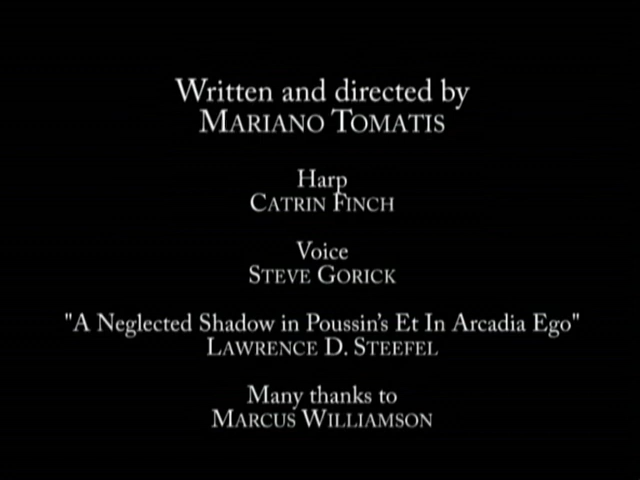 Written and directed by
MARIANO TOMATIS
Harp
CATRIN FINCH
Voice
STEVE GORICK
"A Neglected Shadow in Poussin's Et In Arcadia Ego"
LAWRENCE D. STEEFEL
Many thanks to
MARCUS WILLIAMSON